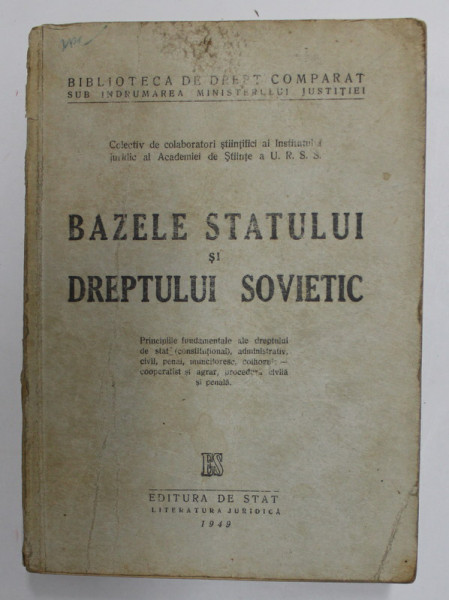 BIBLIOTECA DE DREPT COMPARAT
SUB INDRUMAREA MINISTERULUI JUSTIȚIEI
Colectiv de colaboratori științifici al Institutului
juridic al Academiei de Științe a U. R. S. S.
BAZELE STATULUI
ȘI
DREPTULUI SOVIETIC
Principiile fundamentale ale dreptului
de stat (constituțional), administrativ,
civil, penal, muncitoresc, colhoznic —
cooperatist și agrar, procedura civilă
și penală.
ES
EDITURA DE STAT
LITERATURA JURIDICĂ
1949